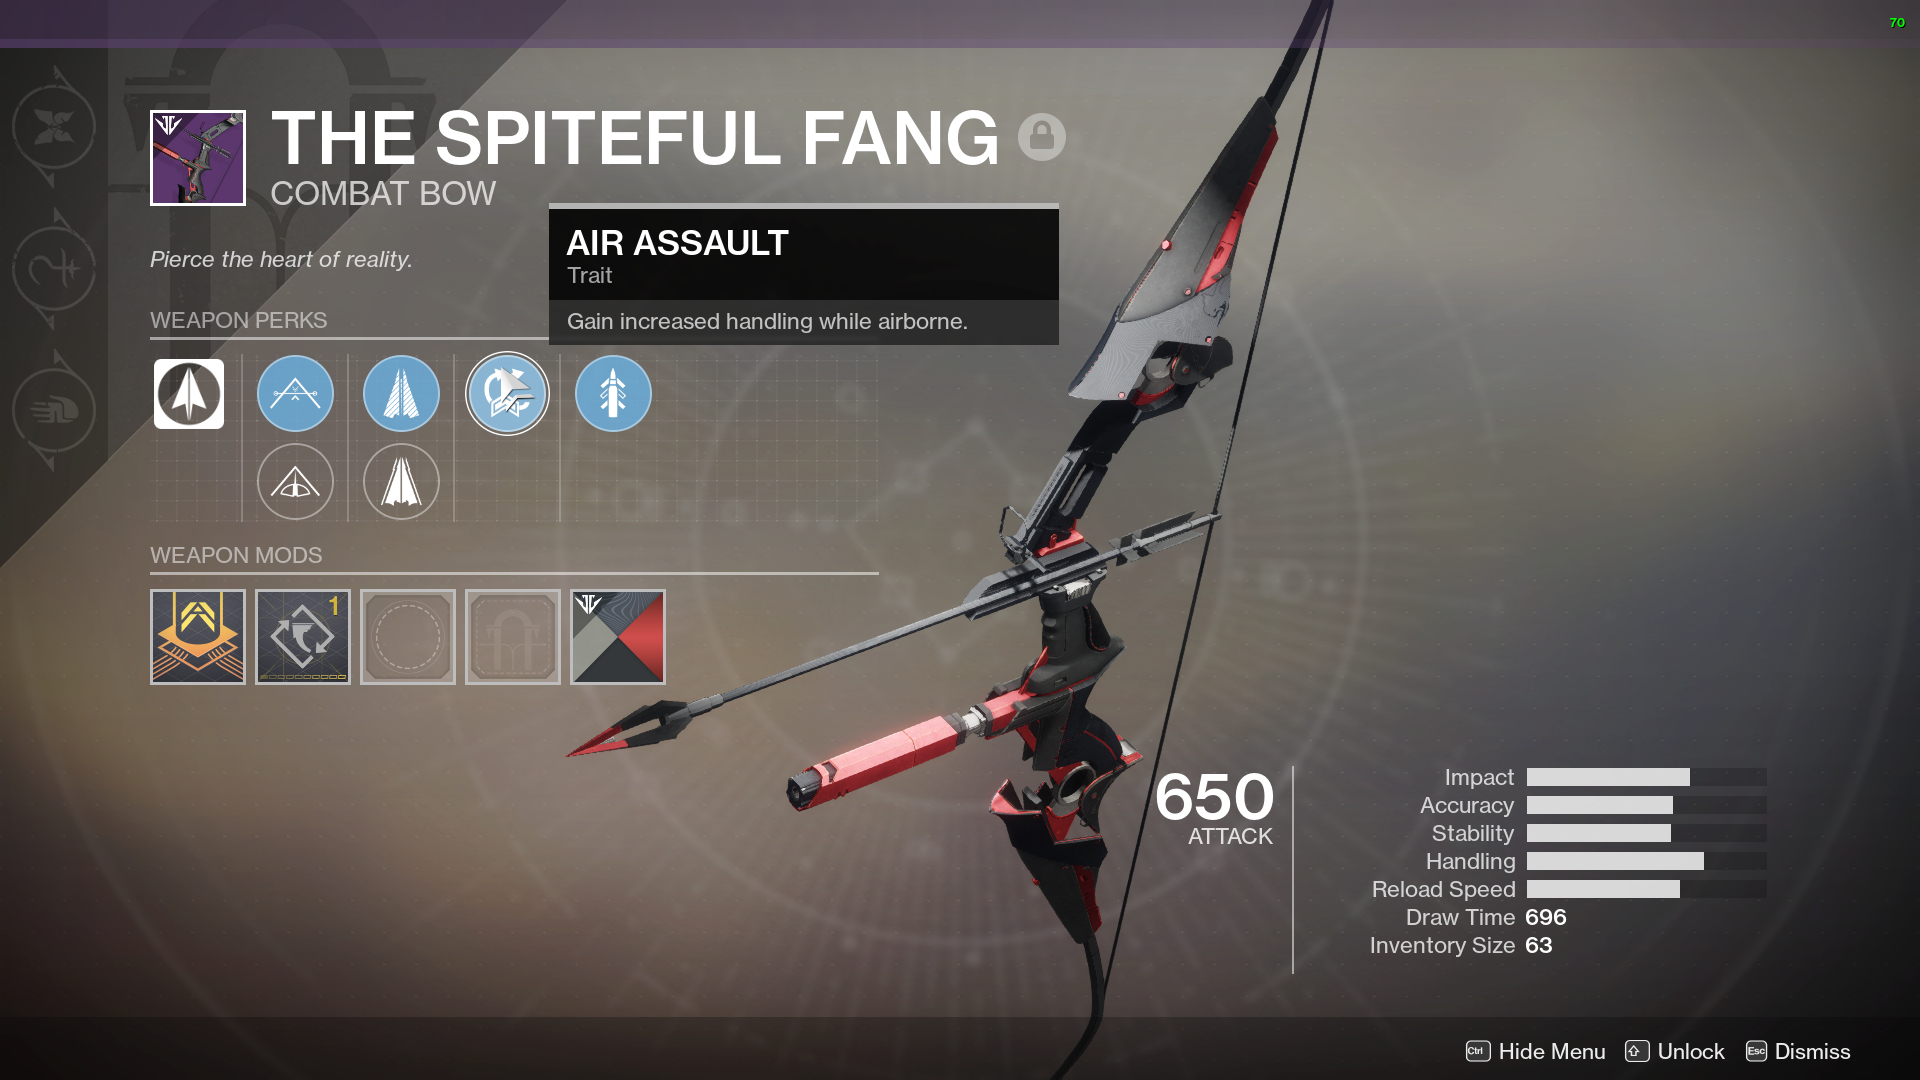 70
THE SPITEFUL FANG
COMBAT BOW
AIR ASSAULT
Trait
Pierce the heart of reality.
WEAPON PERKS
Gain increased handling while airborne.
WEAPON MODS
1
650
ATTACK
Impact
Accuracy
Stability
Handling
Reload Speed
Draw Time 696
Inventory Size 63
Ctrl Hide Menu Unlock Esc Dismiss